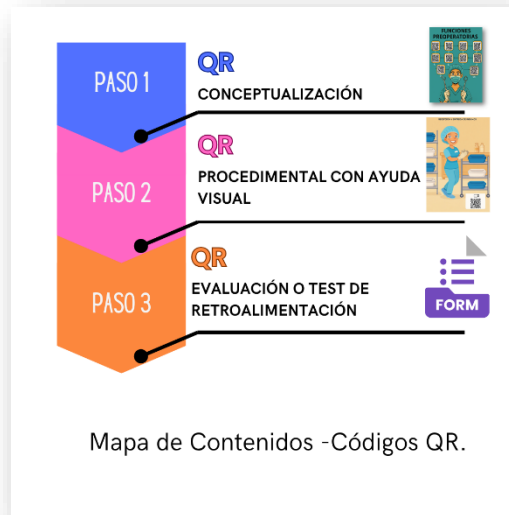 PASO 1
QR
CONCEPTUALIZACIÓN
FUNCIONES
PREOPERATORIAS
PASO 2
QR
PROCEDIMENTAL CON AYUDA
VISUAL
PASO 3
QR
EVALUACIÓN O TEST DE
RETROALIMENTACIÓN
FORM
Mapa de Contenidos -Códigos QR.